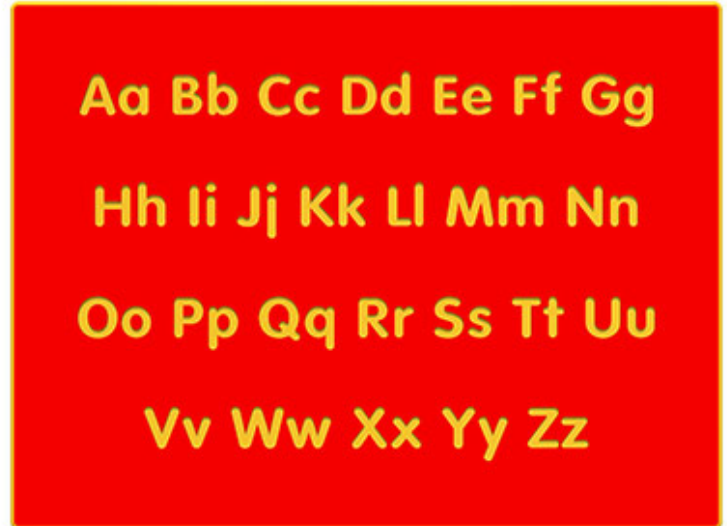 Aa Bb Cc Dd Ee Ff Gg
Hh Ii Jj Kk Ll Mm Nn
Oo Pp Qq Rr Ss Tt Uu
Vv Ww Xx Yy Zz